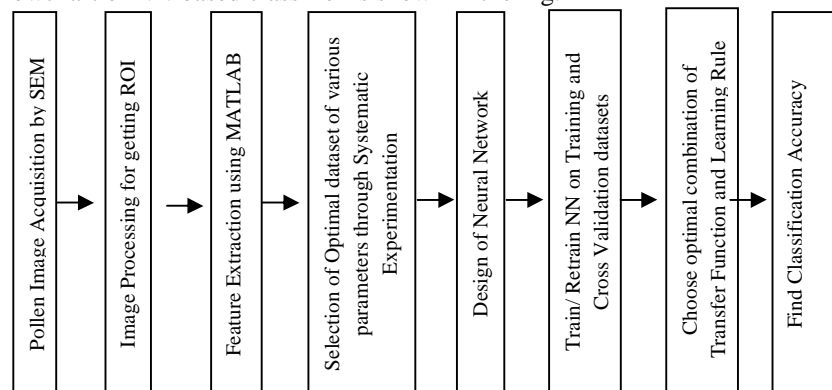 Pollen Image Acquisition by SEM
Image Processing for getting ROI
Feature Extraction using MATLAB
Selection of Optimal dataset of various
parameters through Systematic
Experimentation
Design of Neural Network
Train/ Retrain NN on Training and
Cross Validation datasets
Choose optimal combination of
Transfer Function and Learning Rule
Find Classification Accuracy